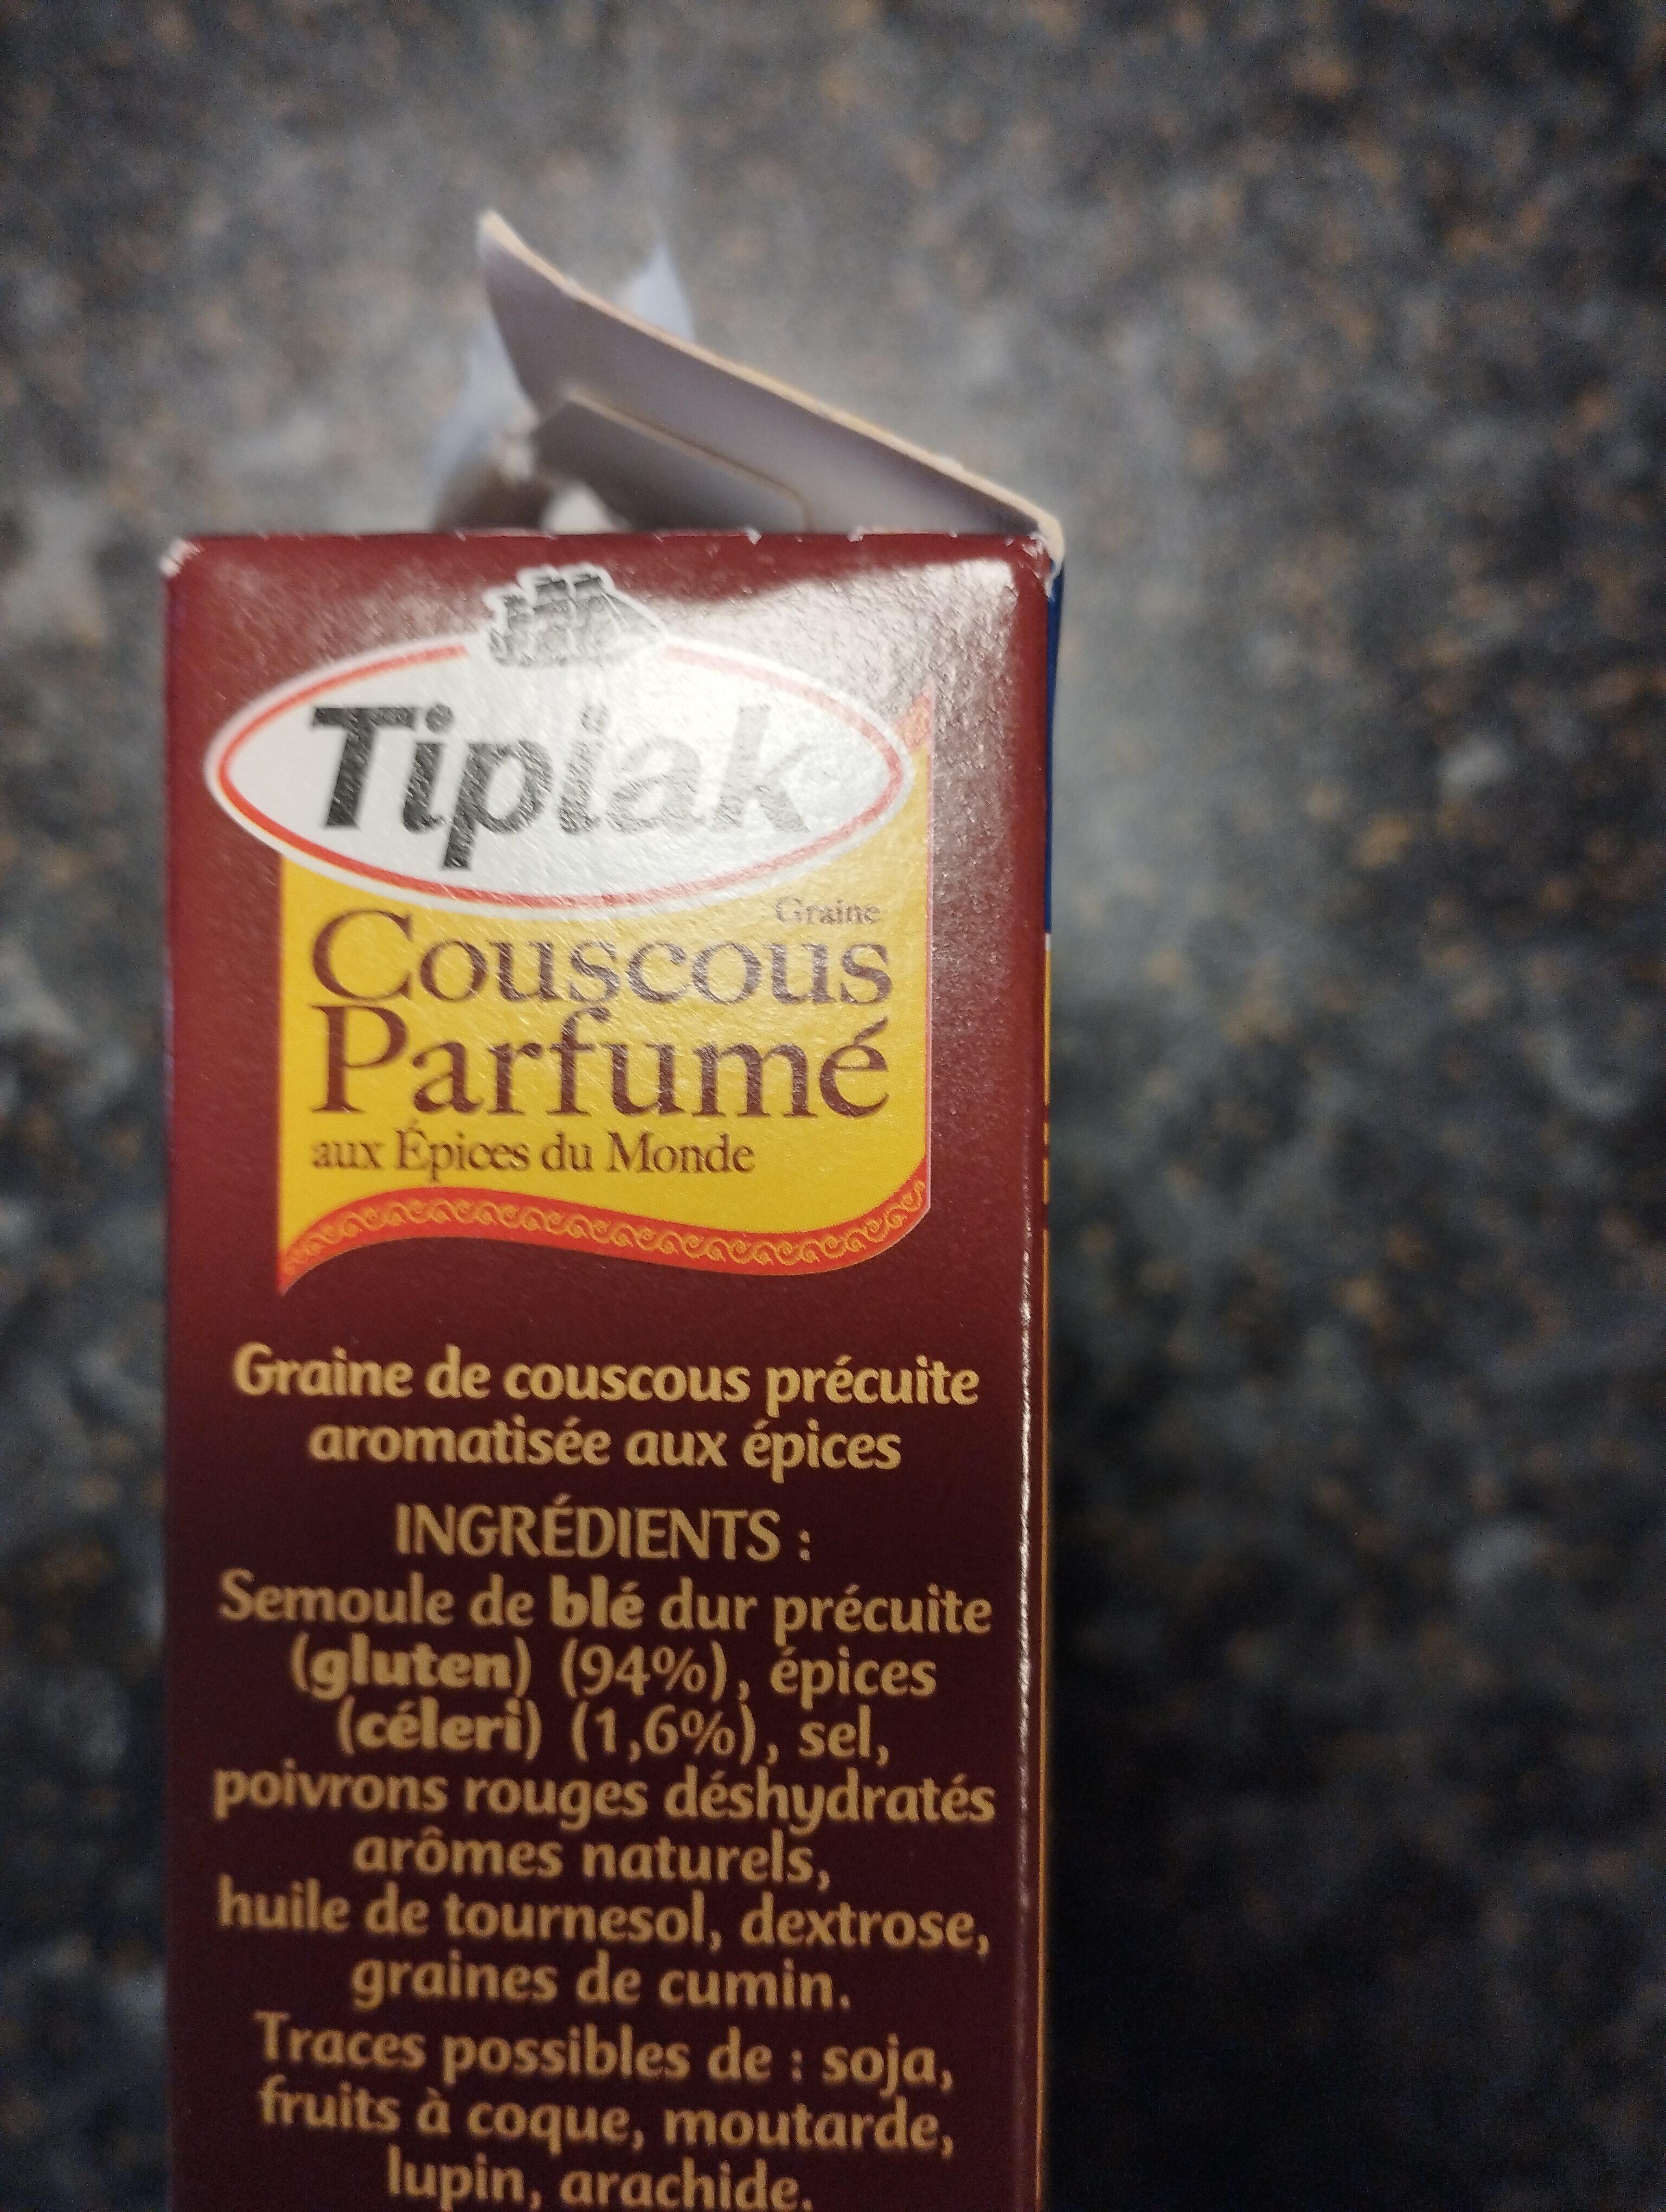 Tipiak
Graine
Couscous
Parfumé
aux Épices du Monde
Graine de couscous précuite
aromatisée aux épices
INGRÉDIENTS :
Semoule de blé dur précuite
(gluten) (94%), épices
(céleri) (1,6%), sel,
poivrons rouges déshydratés
arômes naturels,
huile de tournesol, dextrose,
graines de cumin.
Traces possibles de : soja,
fruits à coque, moutarde,
lupin, arachide.